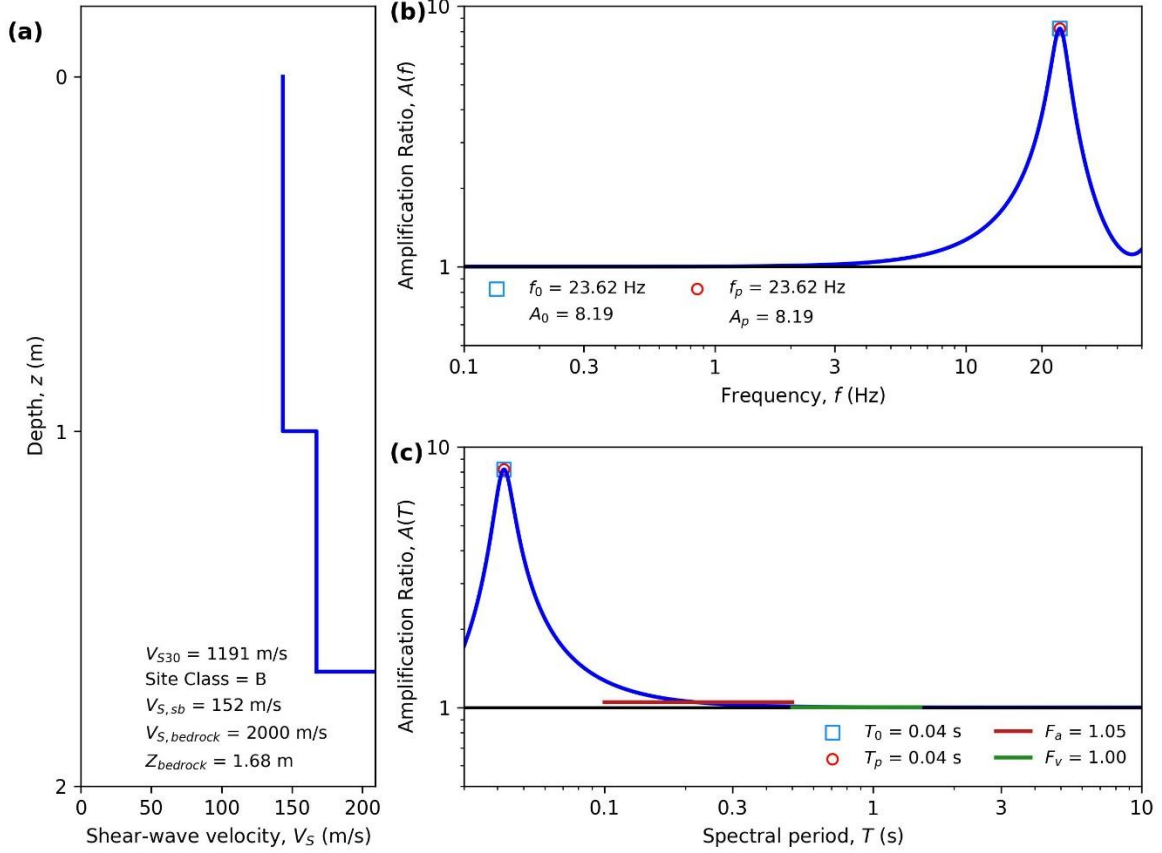 (a)
0
1
2
Depth, z (m)
V_S30 = 1191 m/s
Site Class = B
V_S,sb = 152 m/s
V_S,bedrock = 2000 m/s
Z_bedrock = 1.68 m
0 50 100 150 200
Shear-wave velocity, V_S (m/s)
(b)
10
1
Amplification Ratio, A(f)
f_0 = 23.62 Hz
A_0 = 8.19
f_p = 23.62 Hz
A_p = 8.19
0.1 0.3 1 3 10 20
Frequency, f (Hz)
(c)
10
1
Amplification Ratio, A(T)
T_0 = 0.04 s
T_p = 0.04 s
F_a = 1.05
F_v = 1.00
0.1 0.3 1 3 10
Spectral period, T (s)